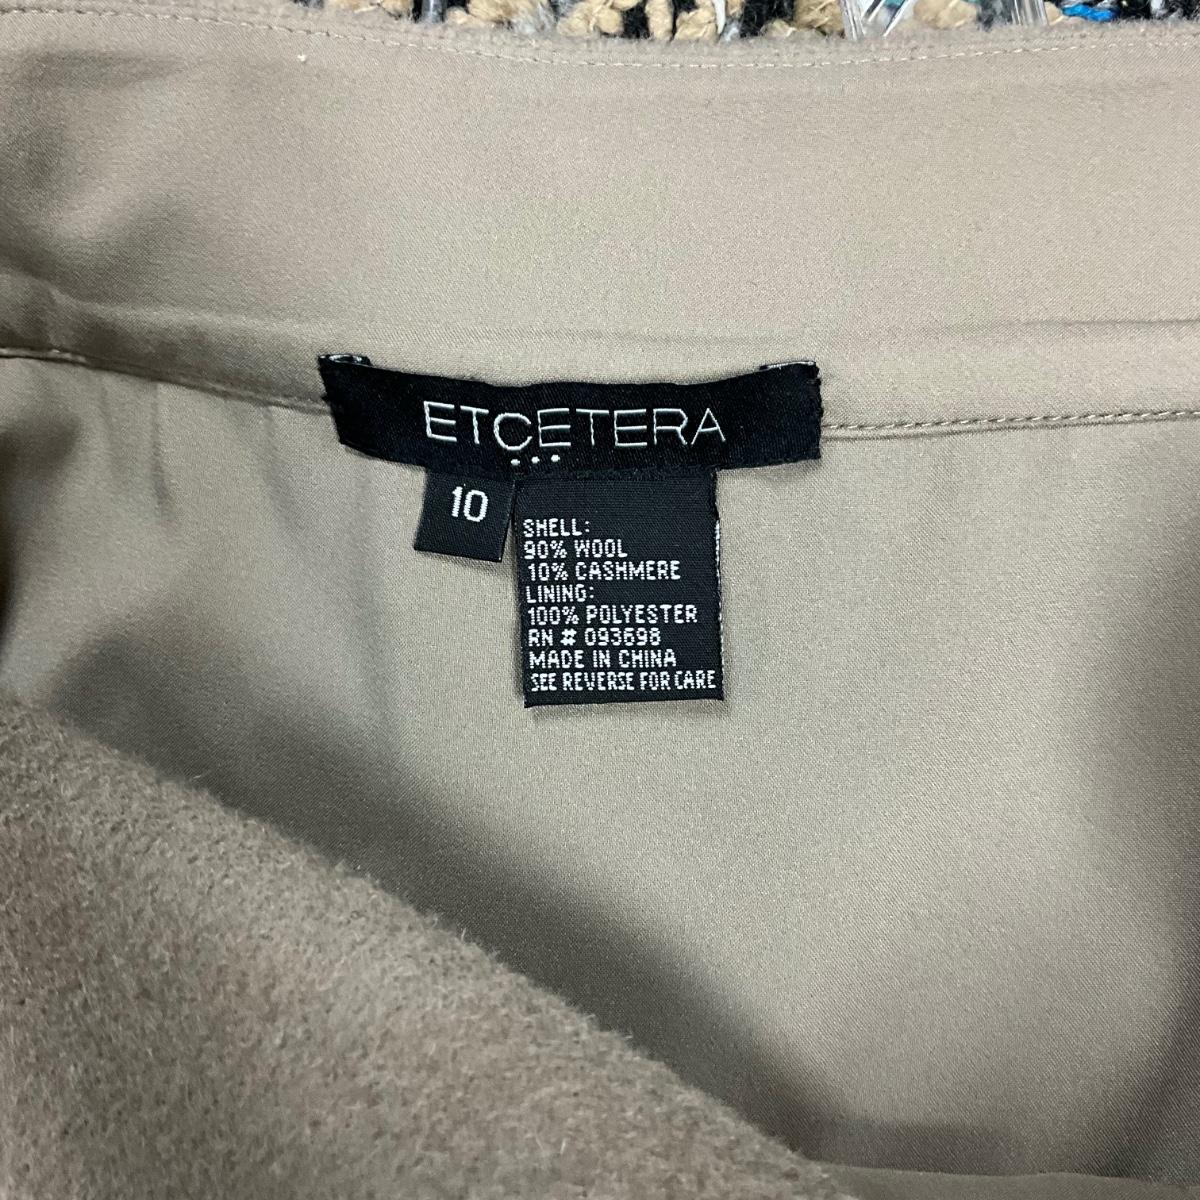 ETCETERA
10
SHELL:
90% WOOL
10% CASHMERE
LINING:
100% POLYESTER
RN # 093698
MADE IN CHINA
SEE REVERSE FOR CARE